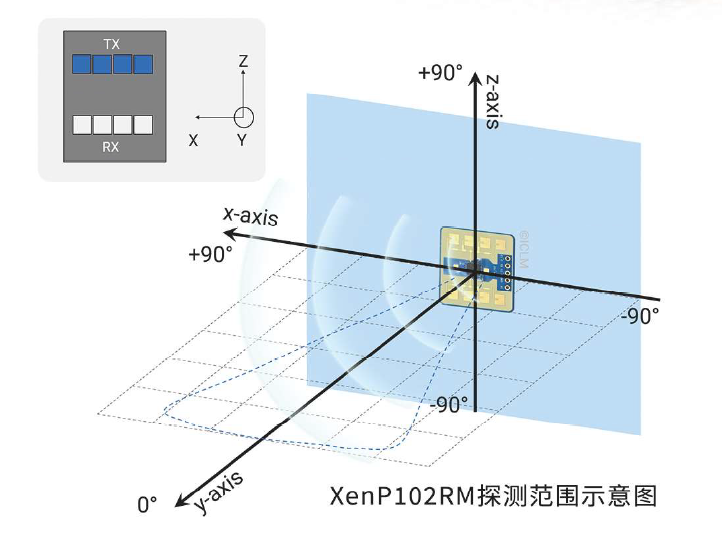 TX
RX
Z
X
Y
+90°
z-axis
x-axis
+90°
©ICLM
-90°
-90°
0°
y-axis
XenP102RM探测范围示意图